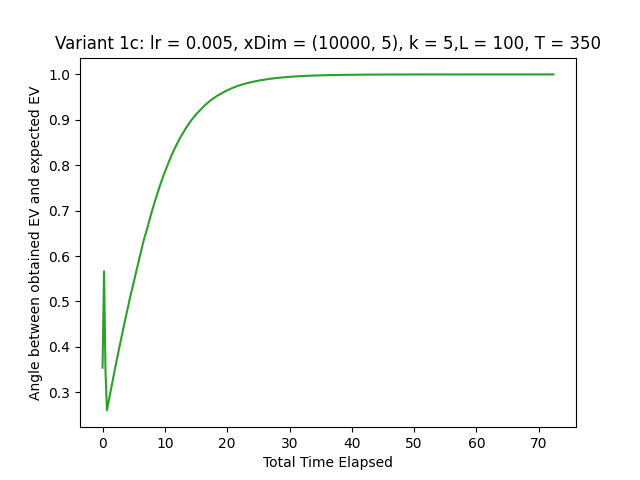 Variant 1c: lr = 0.005, xDim = (10000, 5), k = 5,L = 100, T = 350
Angle between obtained EV and expected EV
1.0
0.9
0.8
0.7
0.6
0.5
0.4
0.3
0 10 20 30 40 50 60 70
Total Time Elapsed